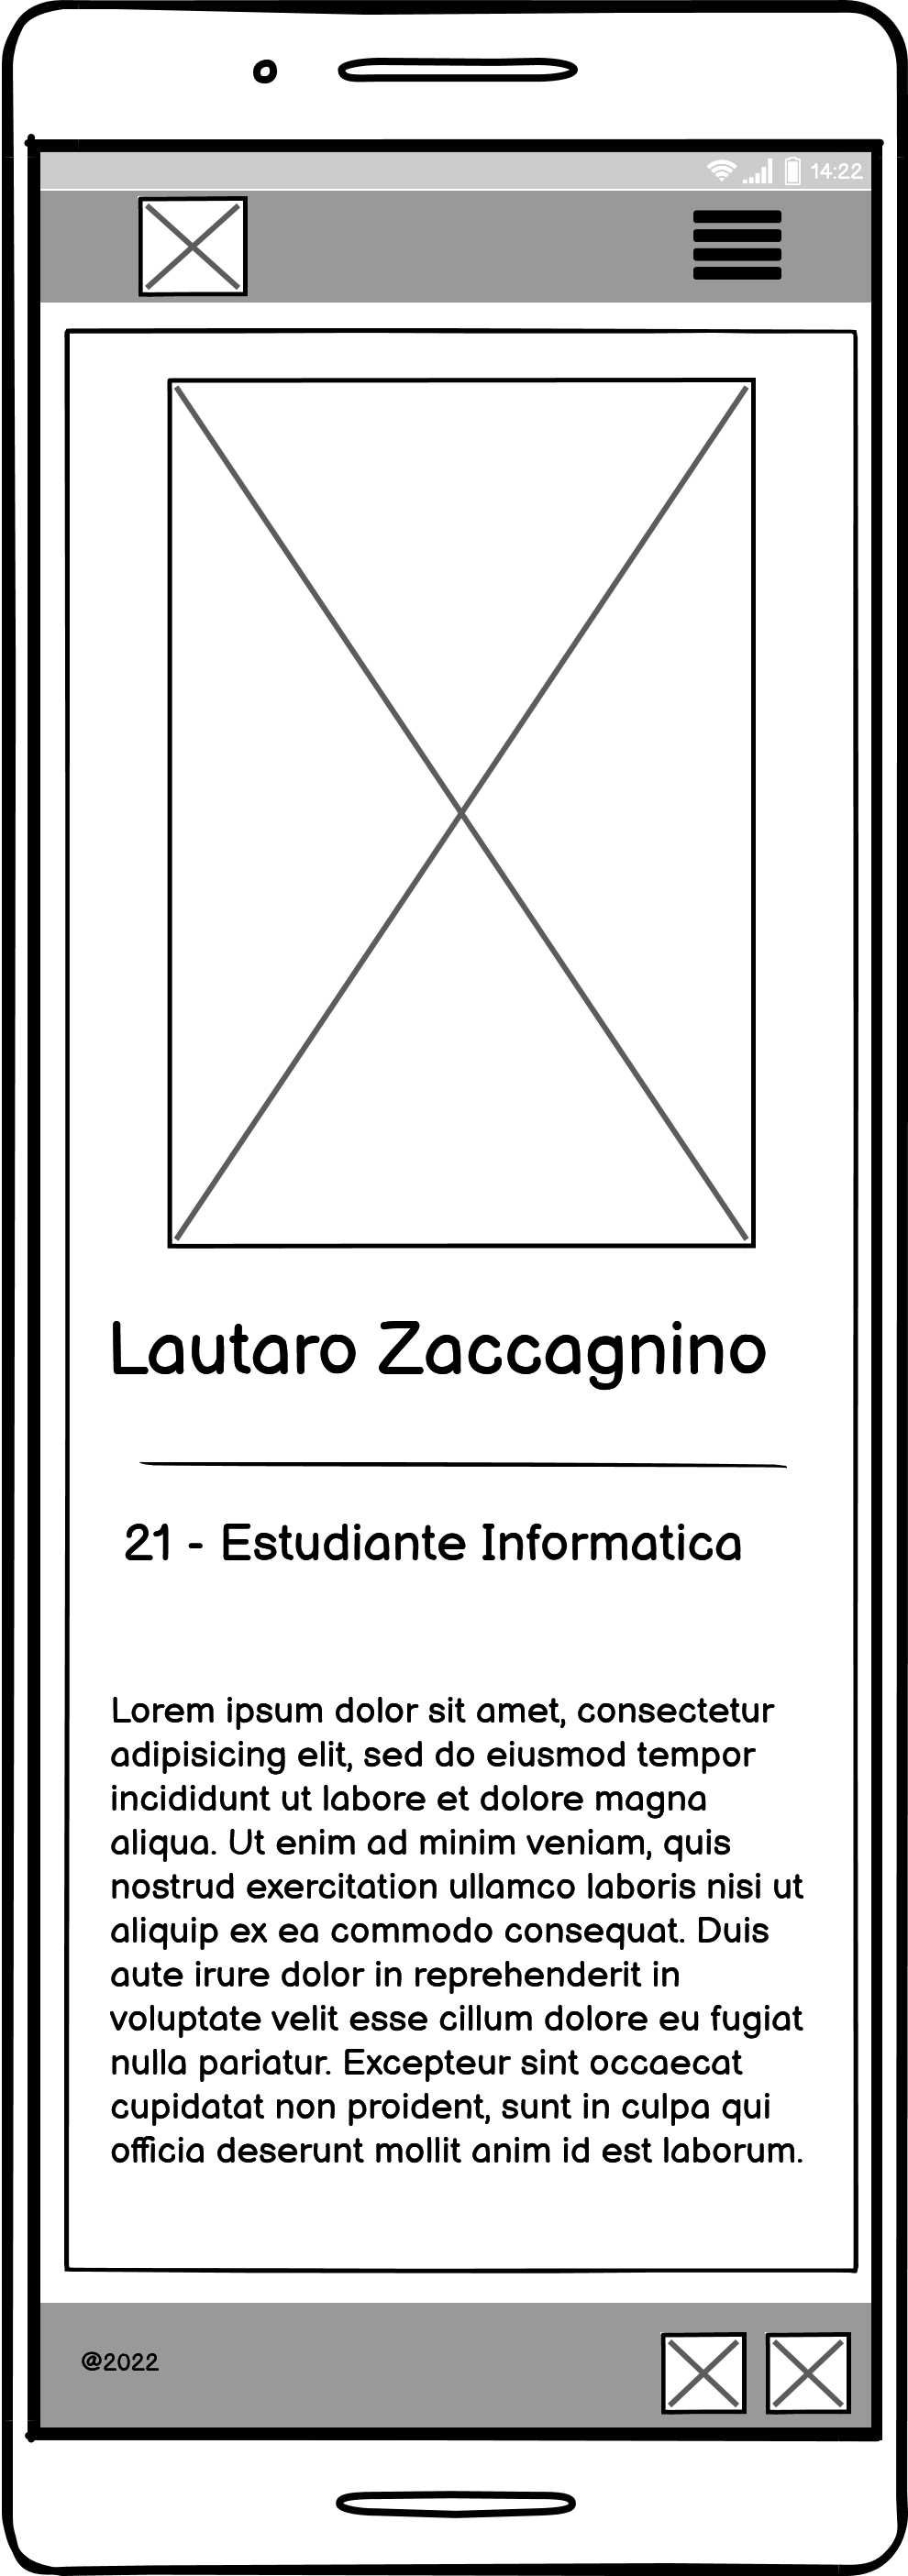 14:22
Lautaro Zaccagnino
21 - Estudiante Informatica
Lorem ipsum dolor sit amet, consectetur
adipisicing elit, sed do eiusmod tempor
incididunt ut labore et dolore magna
aliqua. Ut enim ad minim veniam, quis
nostrud exercitation ullamco laboris nisi ut
aliquip ex ea commodo consequat. Duis
aute irure dolor in reprehenderit in
voluptate velit esse cillum dolore eu fugiat
nulla pariatur. Excepteur sint occaecat
cupidatat non proident, sunt in culpa qui
officia deserunt mollit anim id est laborum.
@2022